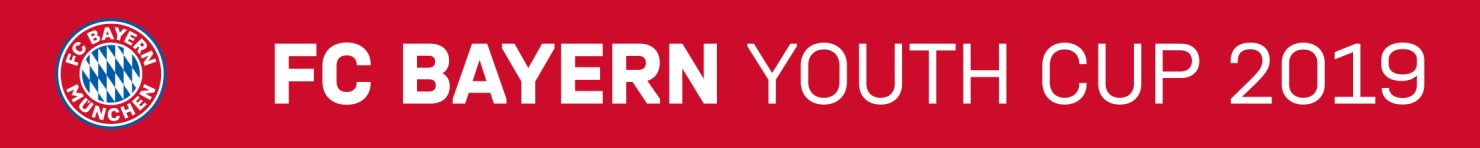 FC BAYERN
MÜNCHEN
FC BAYERN YOUTH CUP 2019